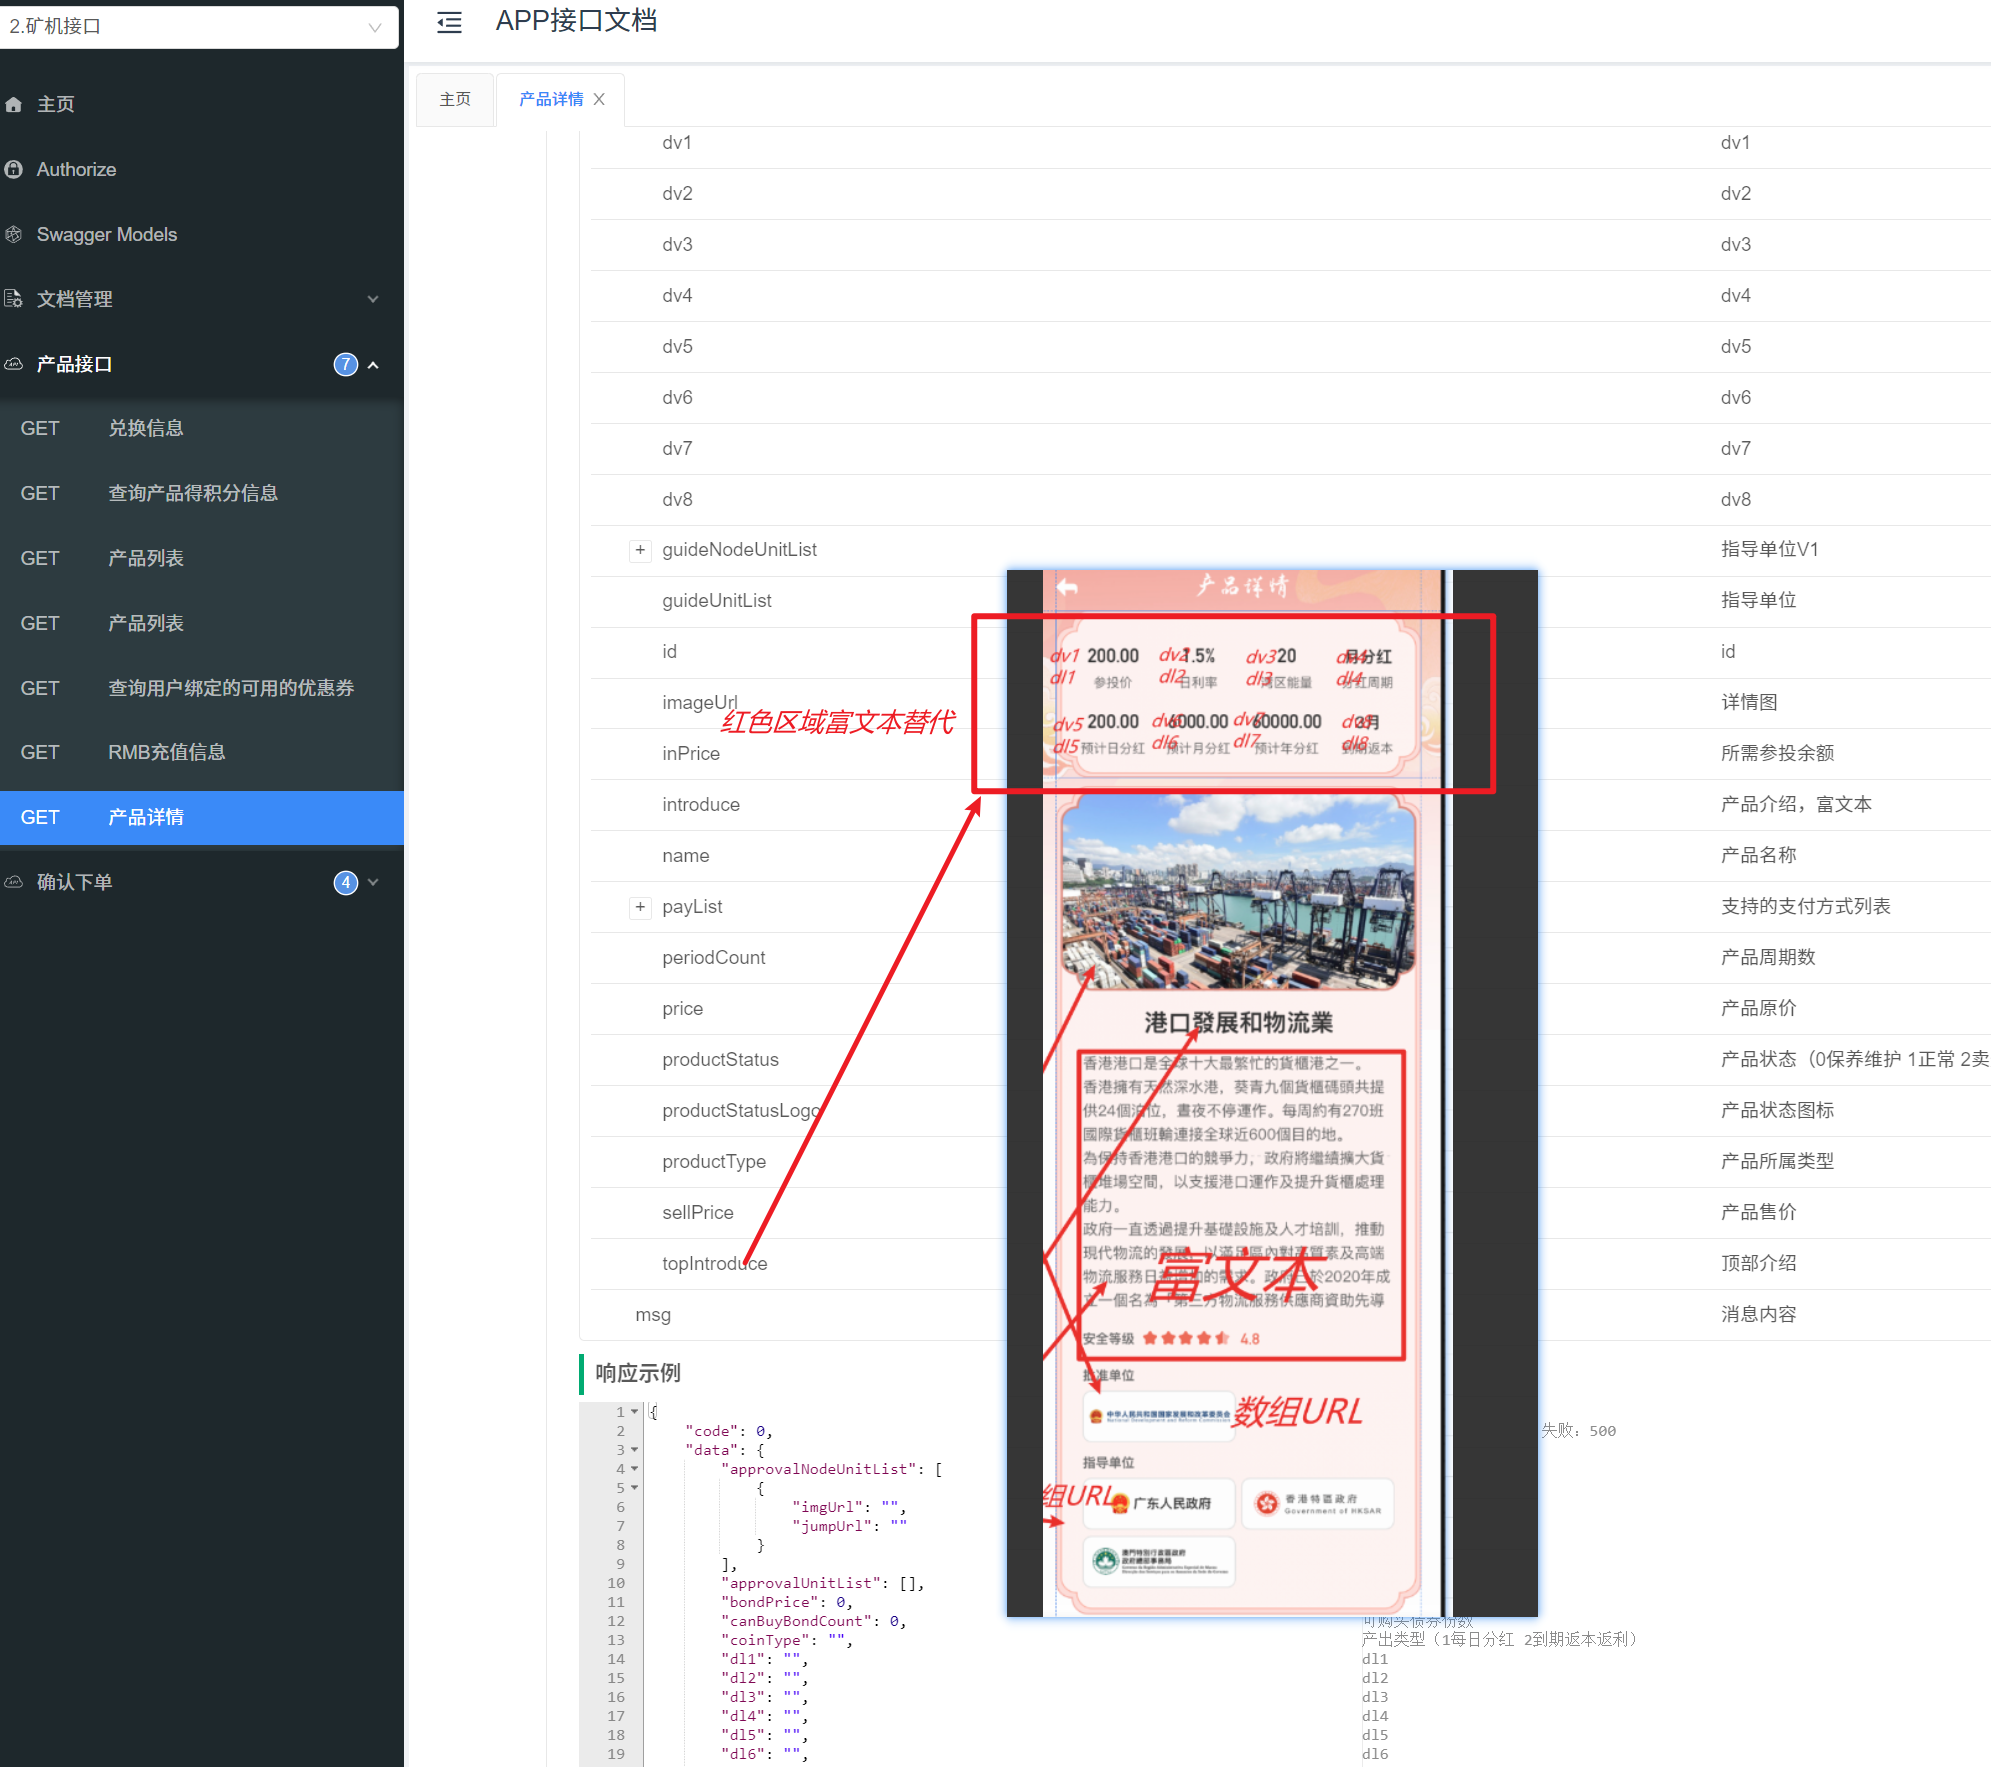 2.矿机接口
APP接口文档
主页
产品详情
主页
Authorize
Swagger Models
文档管理
产品接口
7
GET 兑换信息
GET 查询产品得积分信息
GET 产品列表
GET 产品列表
GET 查询用户绑定的可用的优惠券
GET RMB充值信息
GET 产品详情
确认下单
4
dv1 dv1
dv2 dv2
dv3 dv3
dv4 dv4
dv5 dv5
dv6 dv6
dv7 dv7
dv8 dv8
guideNodeUnitList 指导单位V1
guideUnitList 指导单位
id id
imageUrl 详情图
inPrice 所需参投余额
introduce 产品介绍，富文本
name 产品名称
payList 支持的支付方式列表
periodCount 产品周期数
price 产品原价
productStatus 产品状态（0保养维护 1正常 2卖
productStatusLogo 产品状态图标
productType 产品所属类型
sellPrice 产品售价
topIntroduce 顶部介绍
msg 消息内容
红色区域富文本替代
产品详情
dv1 200.00 dv2 1.5% dv3 20 月分红
dl1 参投价 dl2 日利率 dl3 湾区能量 dl4 分红周期
dv5 200.00 dv6 6000.00 dv7 60000.00 dv8 3月
dl5 预计日分红 dl6 预计月分红 dl7 预计年分红 dl8 到期返本
港口發展和物流業
香港港口是全球十大最繁忙的貨櫃港之一。
香港擁有天然深水港，葵青九個貨櫃碼頭共提
供24個泊位，晝夜不停運作。每周約有270班
國際貨櫃班輪連接全球近600個目的地。
為保持香港港口的競爭力，政府將繼續擴大貨
櫃堆場空間，以支援港口運作及提升貨櫃處理
能力。
政府一直透過提升基礎設施及人才培訓，推動
現代物流的發展，以滿足區內對高質素及高端
物流服務日益增加的需求。政府已於2020年成
立一個名為「第三方物流服務供應商資助先導
富文本
安全等级 4.8
批准单位
中华人民共和国国家发展和改革委员会
National Development and Reform Commission
数组URL
指导单位
组URL
广东人民政府
香港特區政府
Government of HKSAR
响应示例
1 {
2 "code": 0,
失败：500
3 "data": {
4 "approvalNodeUnitList": [
5 {
6 "imgUrl": "",
7 "jumpUrl": ""
8 }
9 ],
10 "approvalUnitList": [],
11 "bondPrice": 0,
12 "canBuyBondCount": 0, 可购买债券份数
13 "coinType": "", 产出类型（1每日分红 2到期返本返利）
14 "dl1": "", dl1
15 "dl2": "", dl2
16 "dl3": "", dl3
17 "dl4": "", dl4
18 "dl5": "", dl5
19 "dl6": "", dl6